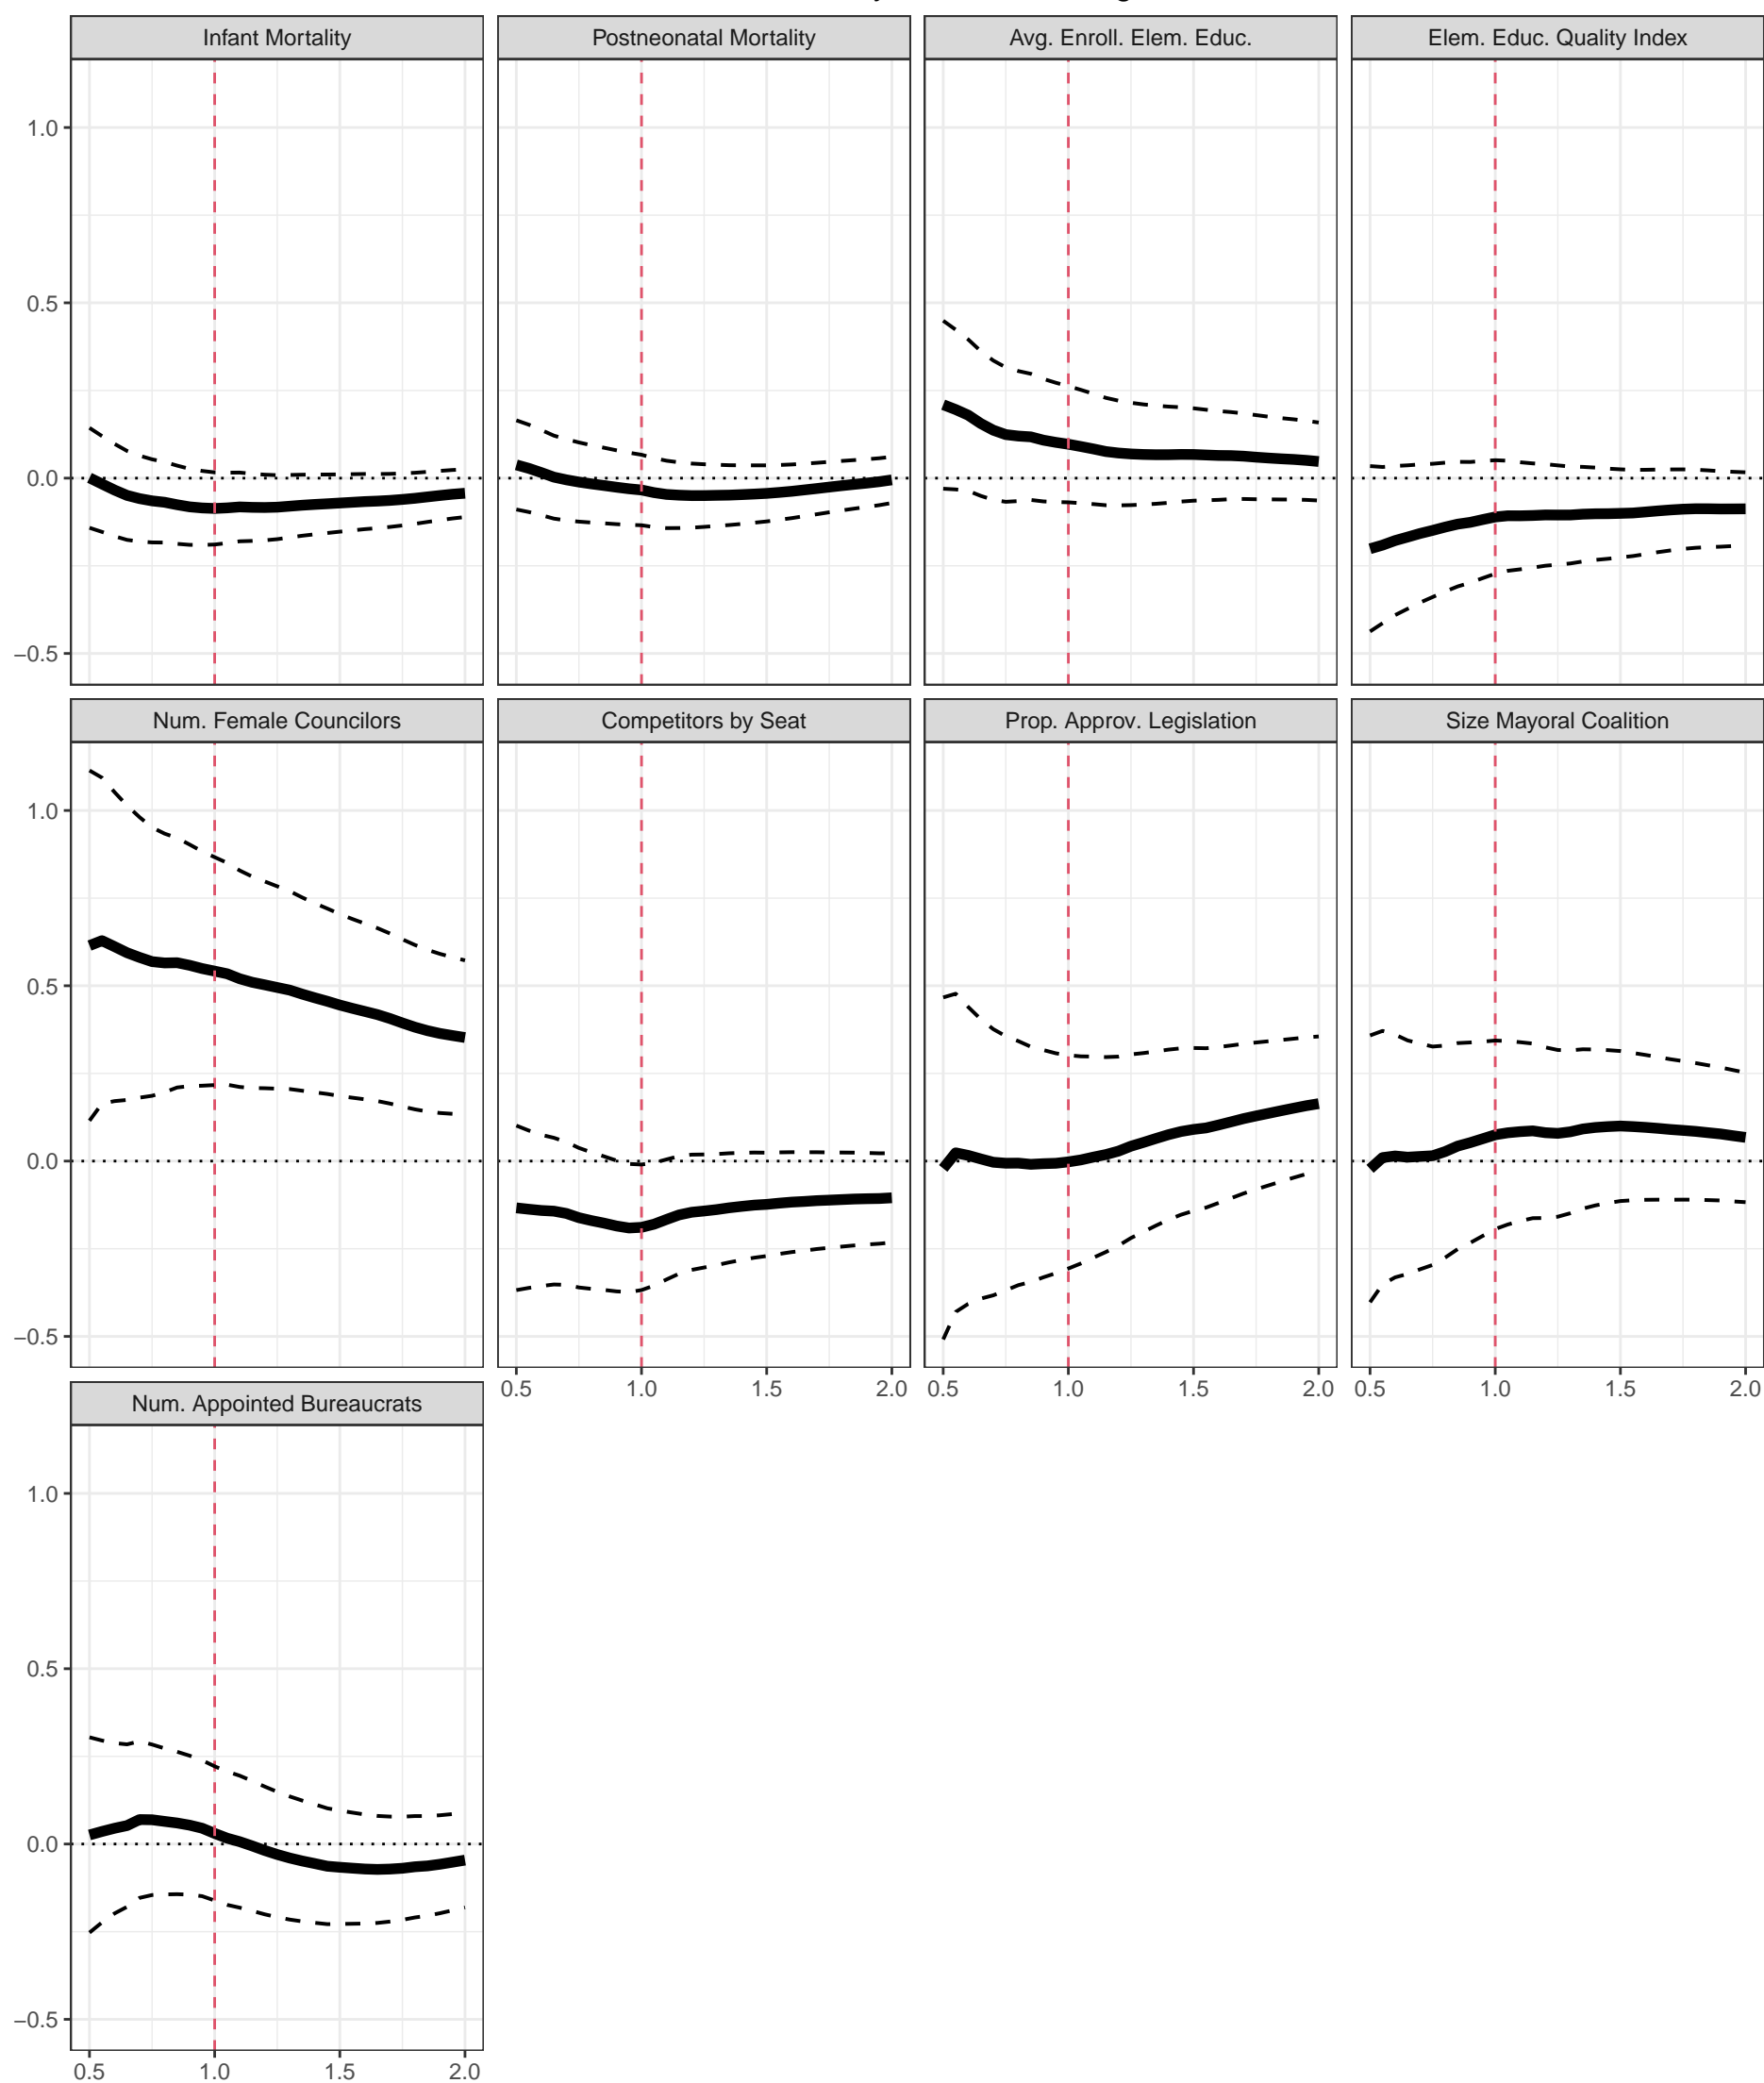 Infant Mortality Postneonatal Mortality Avg. Enroll. Elem. Educ. Elem. Educ. Quality Index
1.0
0.5
0.0
−0.5
Num. Female Councilors Competitors by Seat Prop. Approv. Legislation Size Mayoral Coalition
1.0
0.5
0.0
−0.5
0.5 1.0 1.5 2.0 0.5 1.0 1.5 2.0 0.5 1.0 1.5 2.0
Num. Appointed Bureaucrats
1.0
0.5
0.0
−0.5
0.5 1.0 1.5 2.0